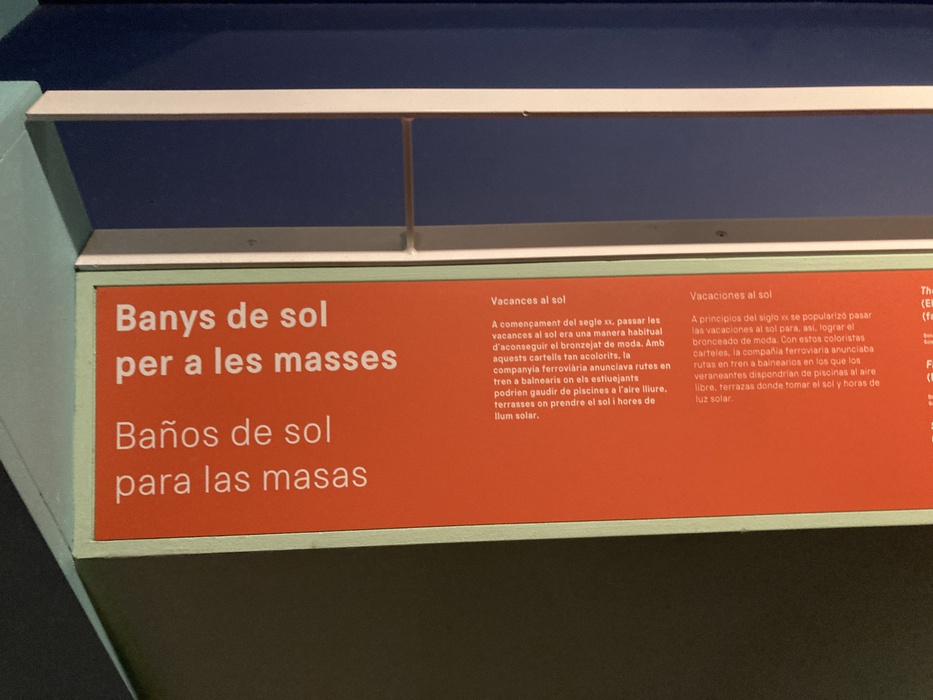 Banys de sol
per a les masses
Baños de sol
para las masas
Vacances al sol
A començament del segle xx, passar les
vacances al sol era una manera habitual
d'aconseguir el bronzejat de moda. Amb
aquests cartells tan acolorits, la
companyia ferroviària anunciava rutes en
tren a balnearis on els estiuejants
podrien gaudir de piscines a l'aire lliure,
terrasses on prendre el sol i hores de
llum solar.
Vacaciones al sol
A principios del siglo xx se popularizó pasar
las vacaciones al sol para, así, lograr el
bronceado de moda. Con estos coloristas
carteles, la compañía ferroviaria anunciaba
rutas en tren a balnearios en los que los
veraneantes dispondrían de piscinas al aire
libre, terrazas donde tomar el sol y horas de
luz solar.